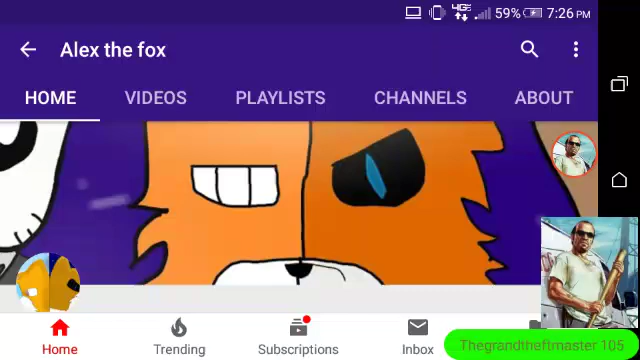 4G LTE 59% 7:26 PM
Alex the fox
HOME VIDEOS PLAYLISTS CHANNELS ABOUT
Home Trending Subscriptions Inbox
Thegrandtheftmaster 105